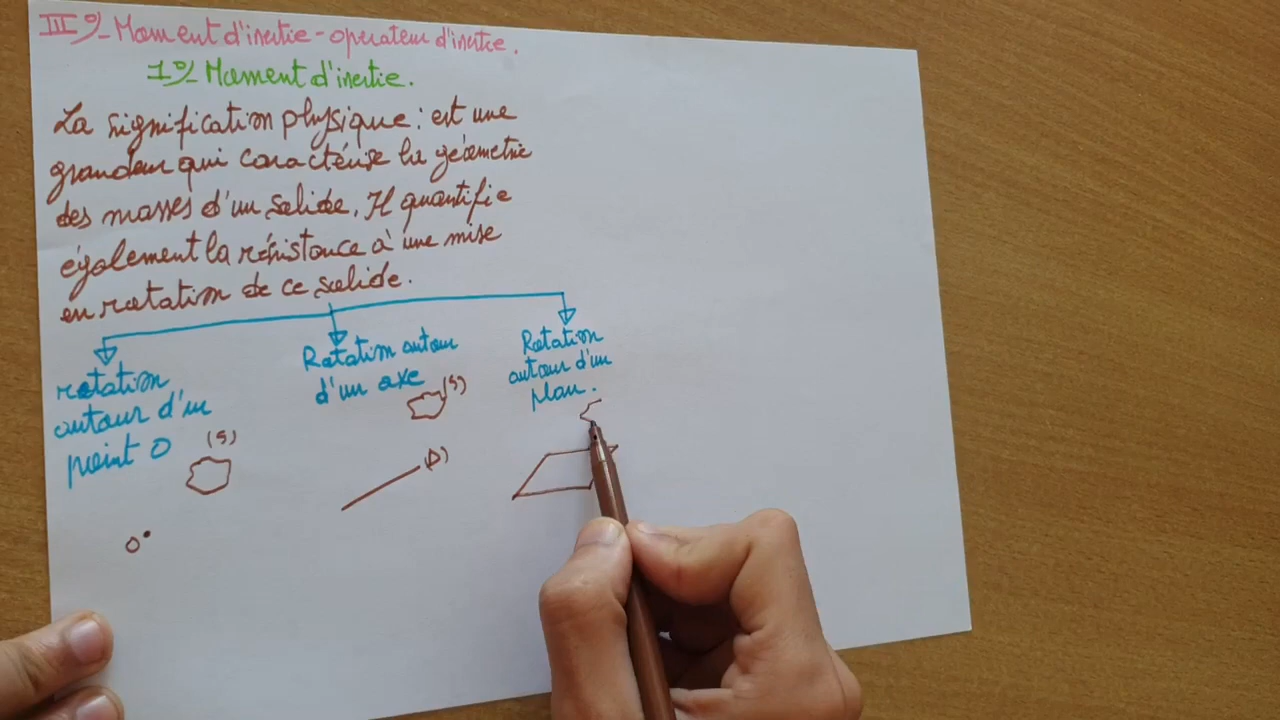 III°/- Moment d'inertie - operateur d'inertie.
1°/- Moment d'inertie.
La signification physique : est une
grandeur qui caractérise la géometrie
des masses d'un solide. Il quantifie
également la résistance à une mise
en rotation de ce solide.
rotation
autour d'un
point O
(S)
O
Rotation autour
d'un axe
(S)
(Δ)
Rotation
autour d'un
plan.